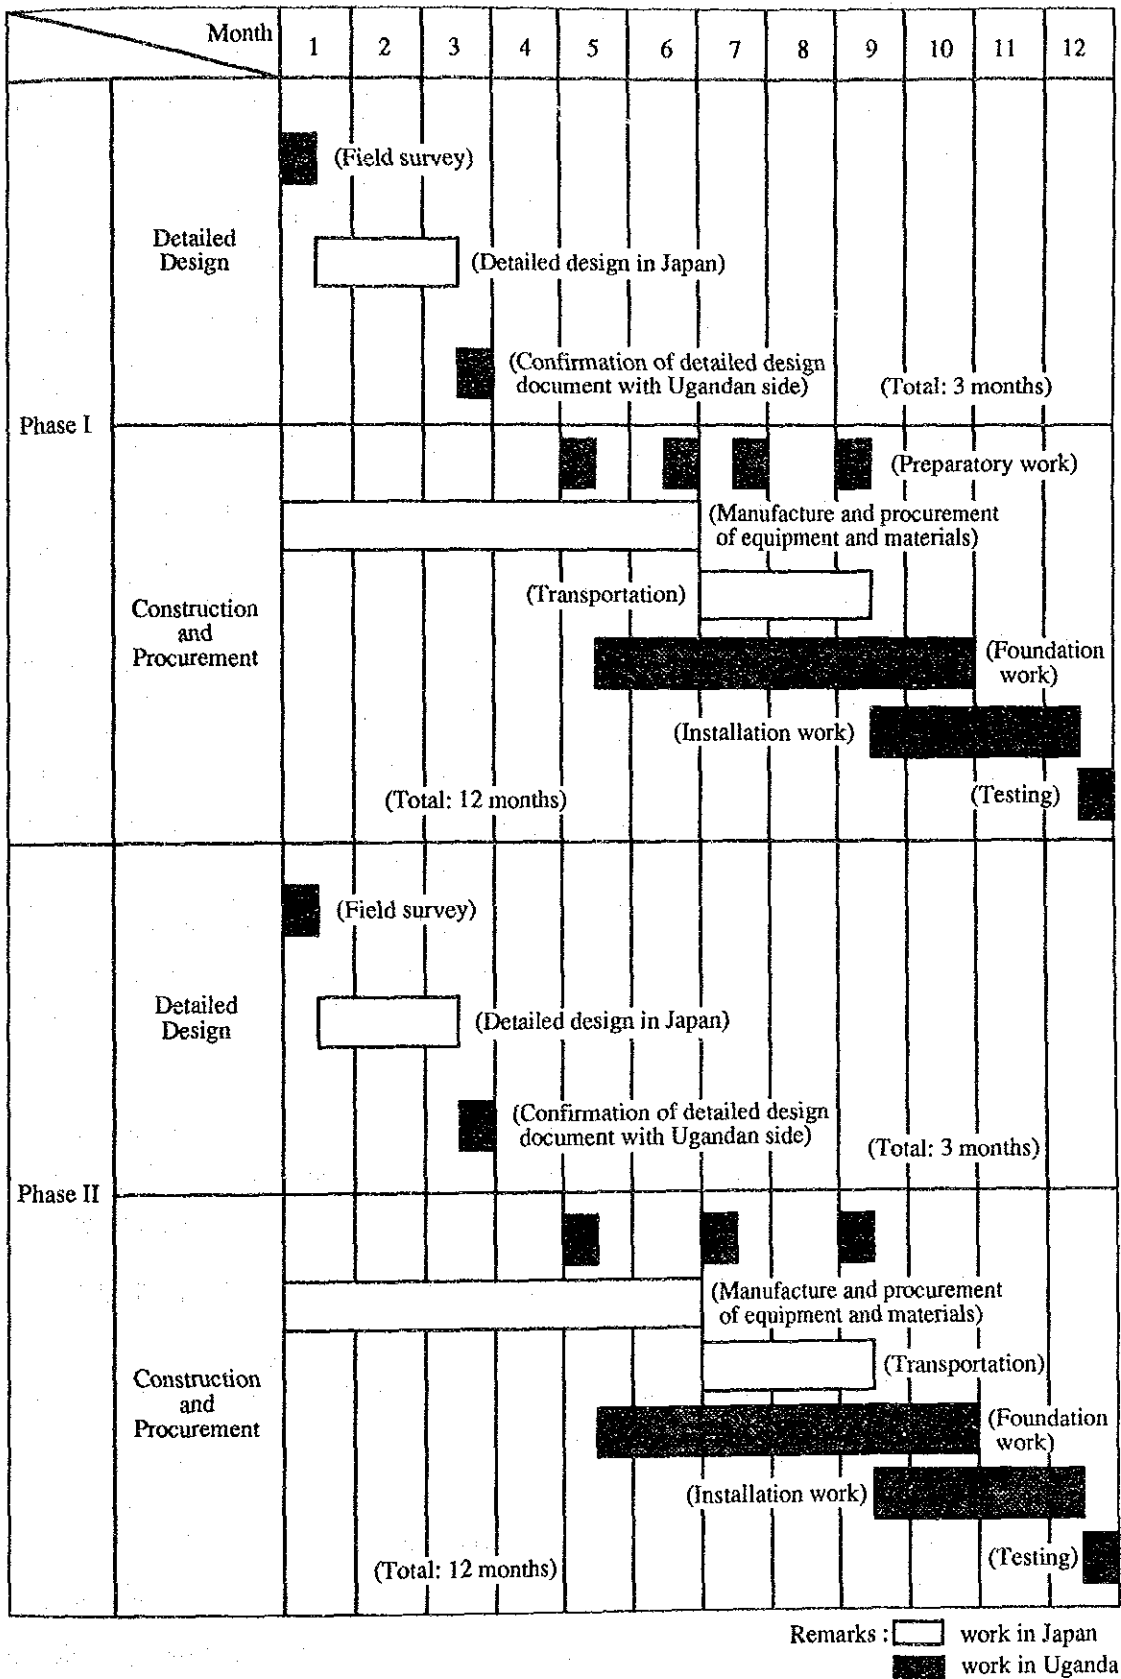 Month 1 2 3 4 5 6 7 8 9 10 11 12
Phase I
Detailed
Design
(Field survey)
(Detailed design in Japan)
(Confirmation of detailed design
document with Ugandan side)
(Total: 3 months)
Construction
and
Procurement
(Preparatory work)
(Manufacture and procurement
of equipment and materials)
(Transportation)
(Foundation
work)
(Installation work)
(Testing)
(Total: 12 months)
Phase II
Detailed
Design
(Field survey)
(Detailed design in Japan)
(Confirmation of detailed design
document with Ugandan side)
(Total: 3 months)
Construction
and
Procurement
(Manufacture and procurement
of equipment and materials)
(Transportation)
(Foundation
work)
(Installation work)
(Testing)
(Total: 12 months)
Remarks : work in Japan
work in Uganda